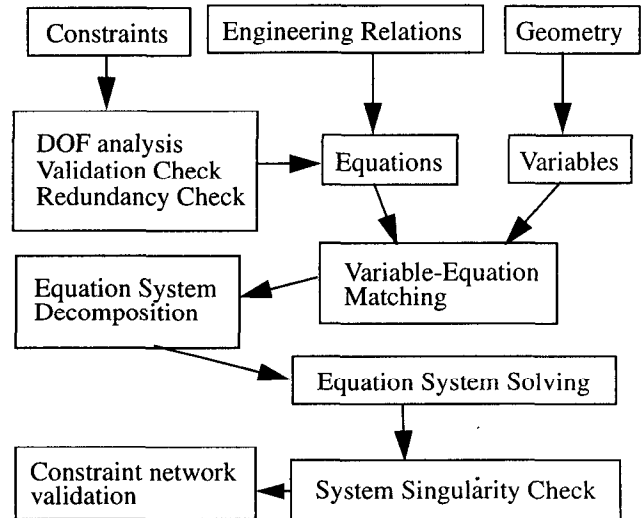 Constraints
Engineering Relations
Geometry
DOF analysis
Validation Check
Redundancy Check
Equations
Variables
Variable-Equation
Matching
Equation System
Decomposition
Equation System Solving
Constraint network
validation
System Singularity Check